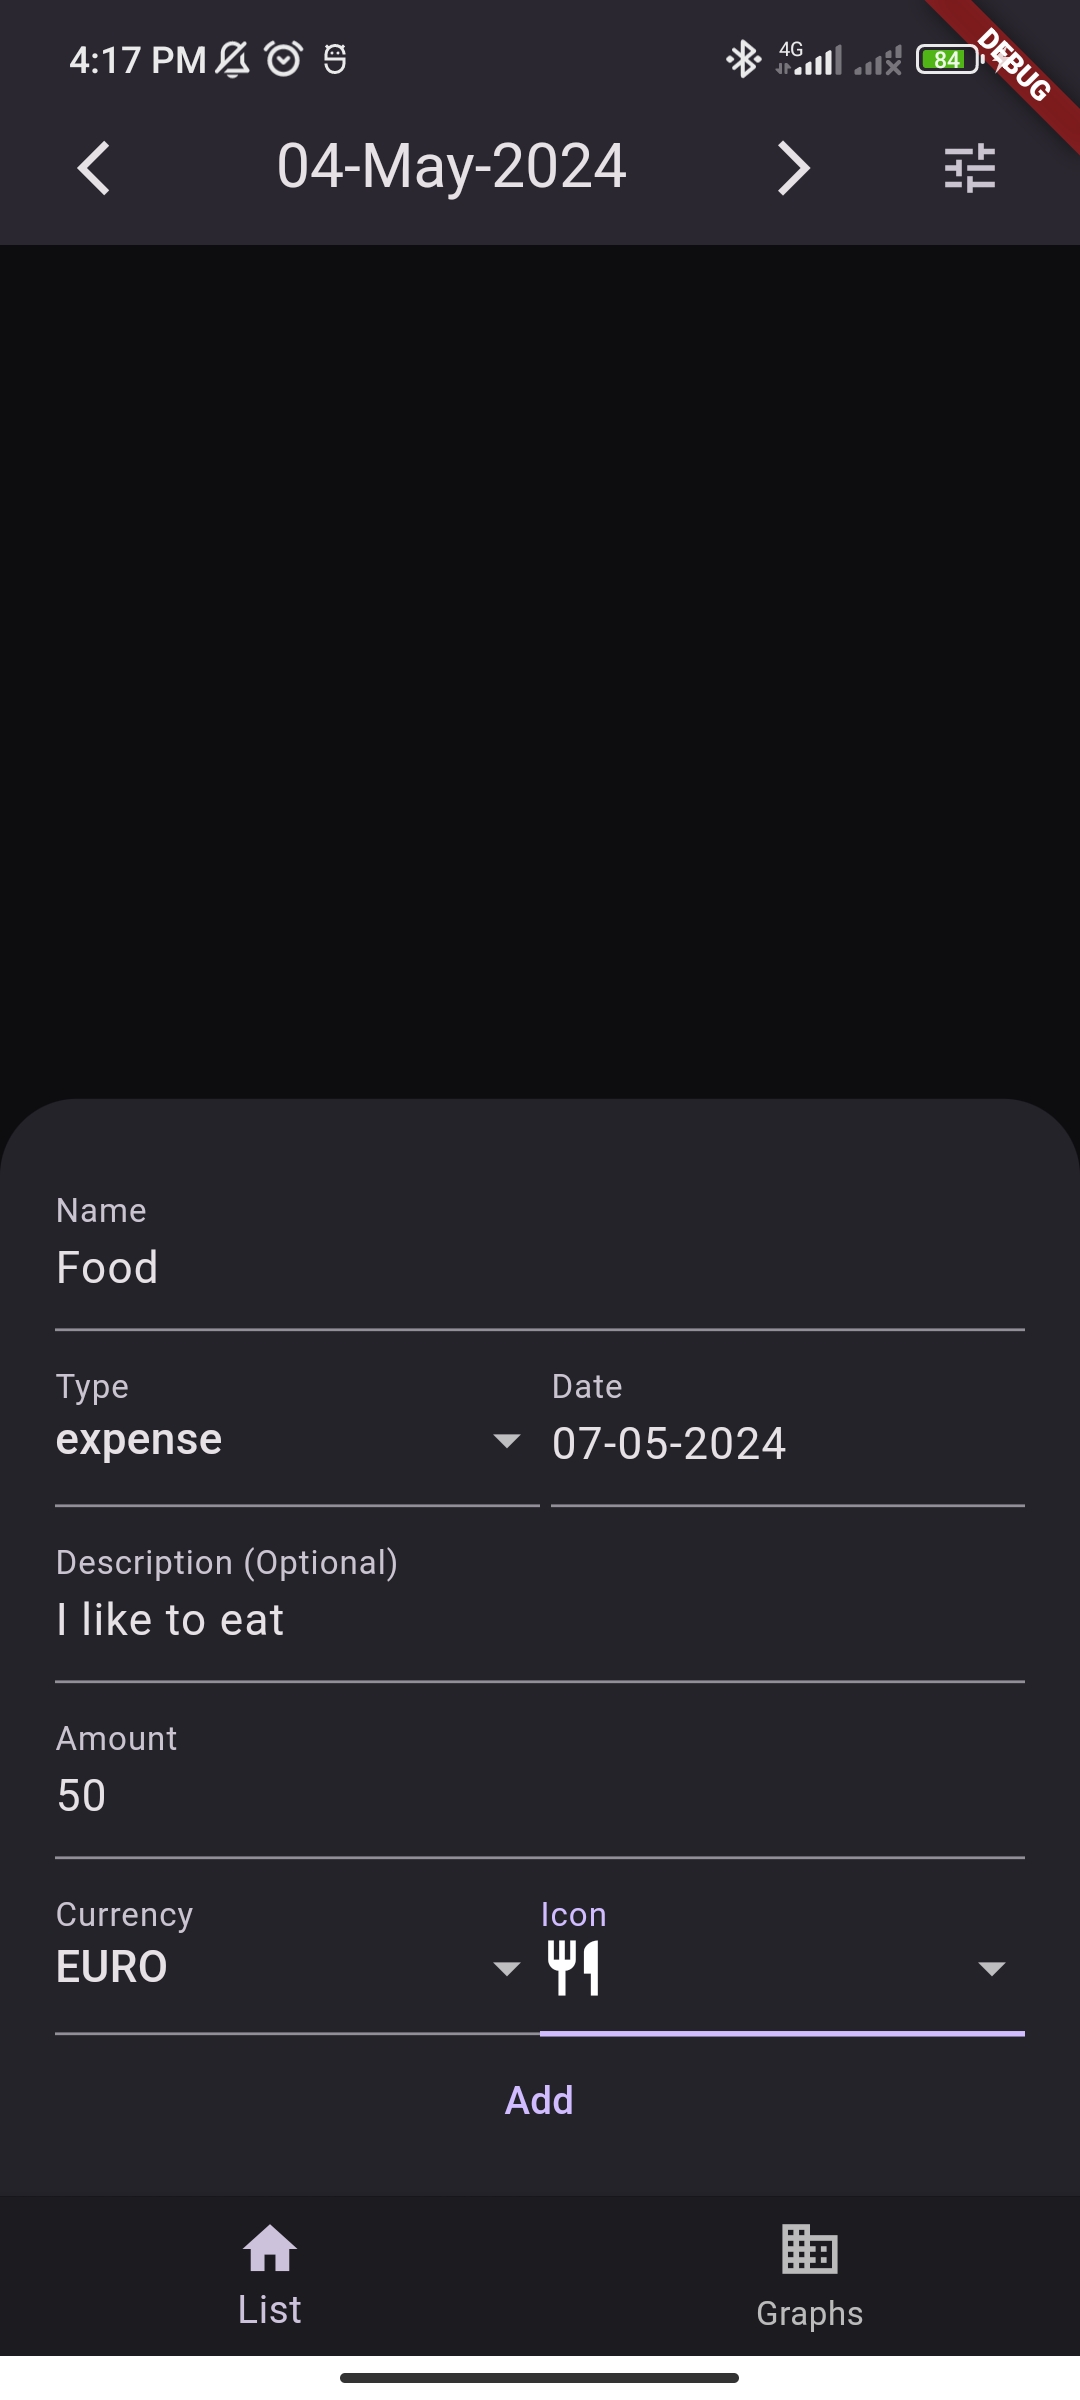 4:17 PM
4G
84
DEBUG
04-May-2024
Name
Food
Type
Date
expense
07-05-2024
Description (Optional)
I like to eat
Amount
50
Currency
Icon
EURO
Add
List
Graphs